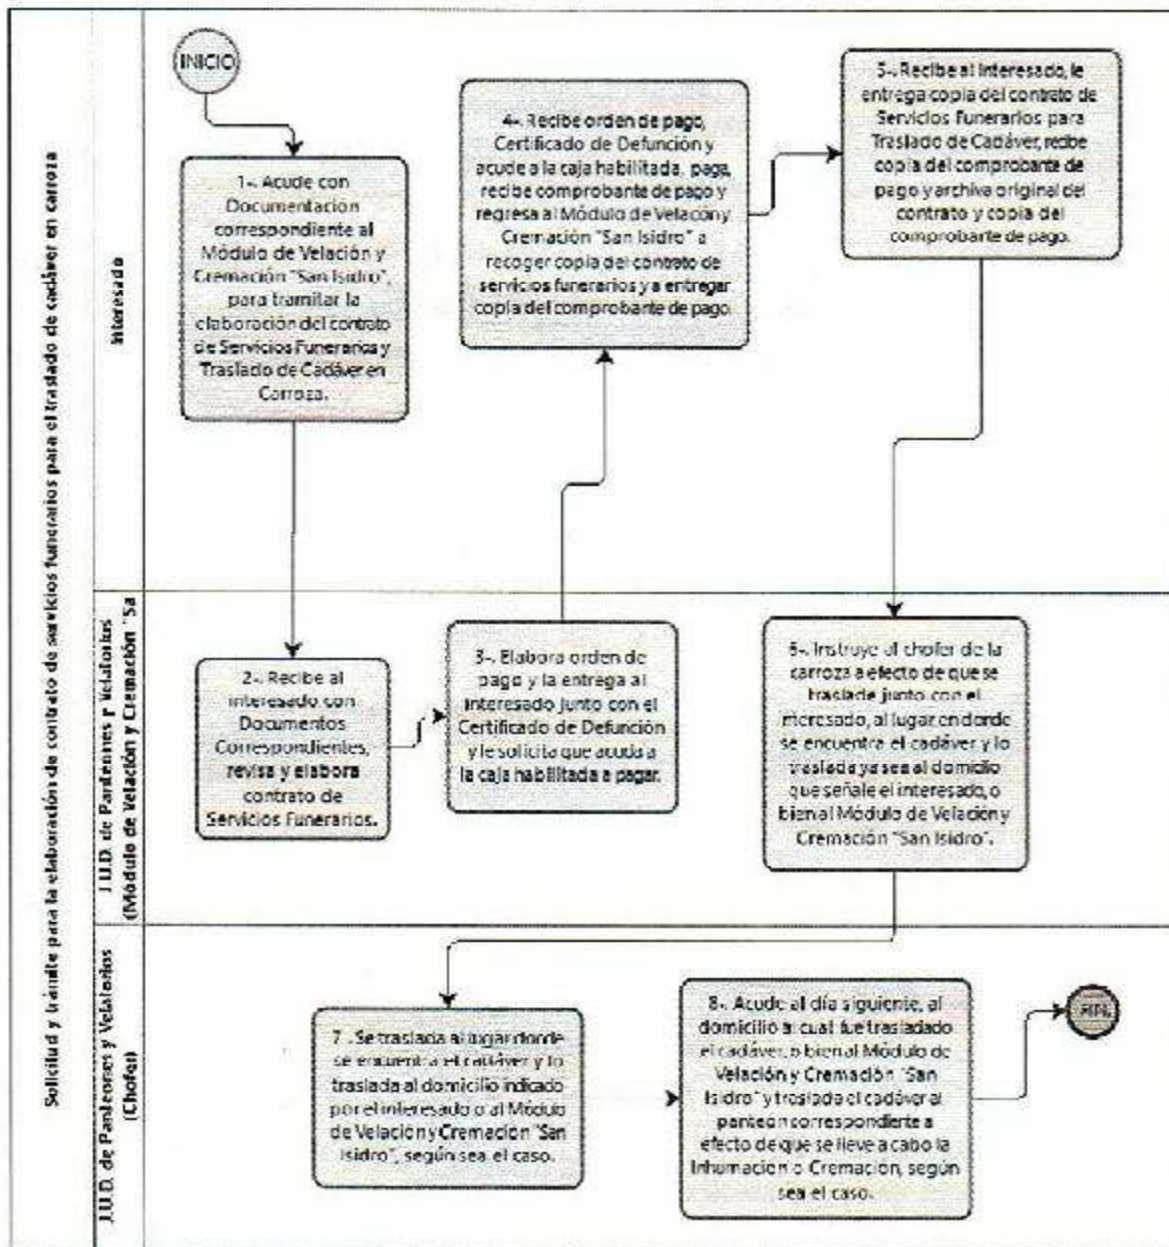 Solicitud y trámite para la elaboración de contrato de servicios funerarios para el traslado de cadáver en carroza
Interesado
INICIO
1-. Acude con
Documentación
correspondiente al
Módulo de Velación y
Cremación "San Isidro",
para tramitar la
elaboración del contrato
de Servicios Funerarios y
Traslado de Cadáver en
Carroza.
4-. Recibe orden de pago,
Certificado de Defunción y
acude a la caja habilitada, paga,
recibe comprobante de pago y
regresa al Módulo de Velacon y
Cremación "San Isidro" a
recoger copia del contrato de
servicios funerarios y a entregar
copia del comprobante de pago
5-. Recibe al interesado, le
entrega copia del contrato de
Servicios Funerarios para
Traslado de Cadáver, recibe
copia del comprobante de
pago y archiva original del
contrato y copia del
comprobante de pago.
J.U.D. de Panteones y Velatorios
(Módulo de Velación y Cremación "Sa
2-. Recibe al
interesado con
Documentos
Correspondientes,
revisa y elabora
contrato de
Servicios Funerarios.
3-. Elabora orden de
pago y la entrega al
interesado junto con el
Certificado de Defunción
y le solicita que acuda a
la caja habilitada a pagar.
6-. Instruye al chofer de la
carroza a efecto de que se
traslade junto con el
interesado, al lugar en donde
se encuentra el cadáver y lo
traslada ya sea al domicilio
que señale el interesado, o
bien al Módulo de Velación y
Cremación "San Isidro".
J.U.D. de Panteones y Velatorios
(Chofer)
7-. Se traslada al lugar donde
se encuentra el cadáver y lo
traslada al domicilio indicado
por el interesado o al Módulo
de Velación y Cremación "San
Isidro", según sea el caso.
8-. Acude al día siguiente, al
domicilio al cual fue trasladado
el cadáver, o bien al Módulo de
Velación y Cremación "San
Isidro" y traslada el cadáver al
panteón correspondiente a
efecto de que se lleve a cabo la
Inhumación o Cremación, según
sea el caso.
FIN.